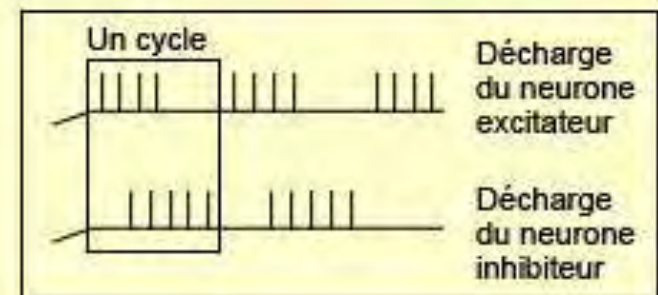 Un cycle
Décharge
du neurone
excitateur
Décharge
du neurone
inhibiteur